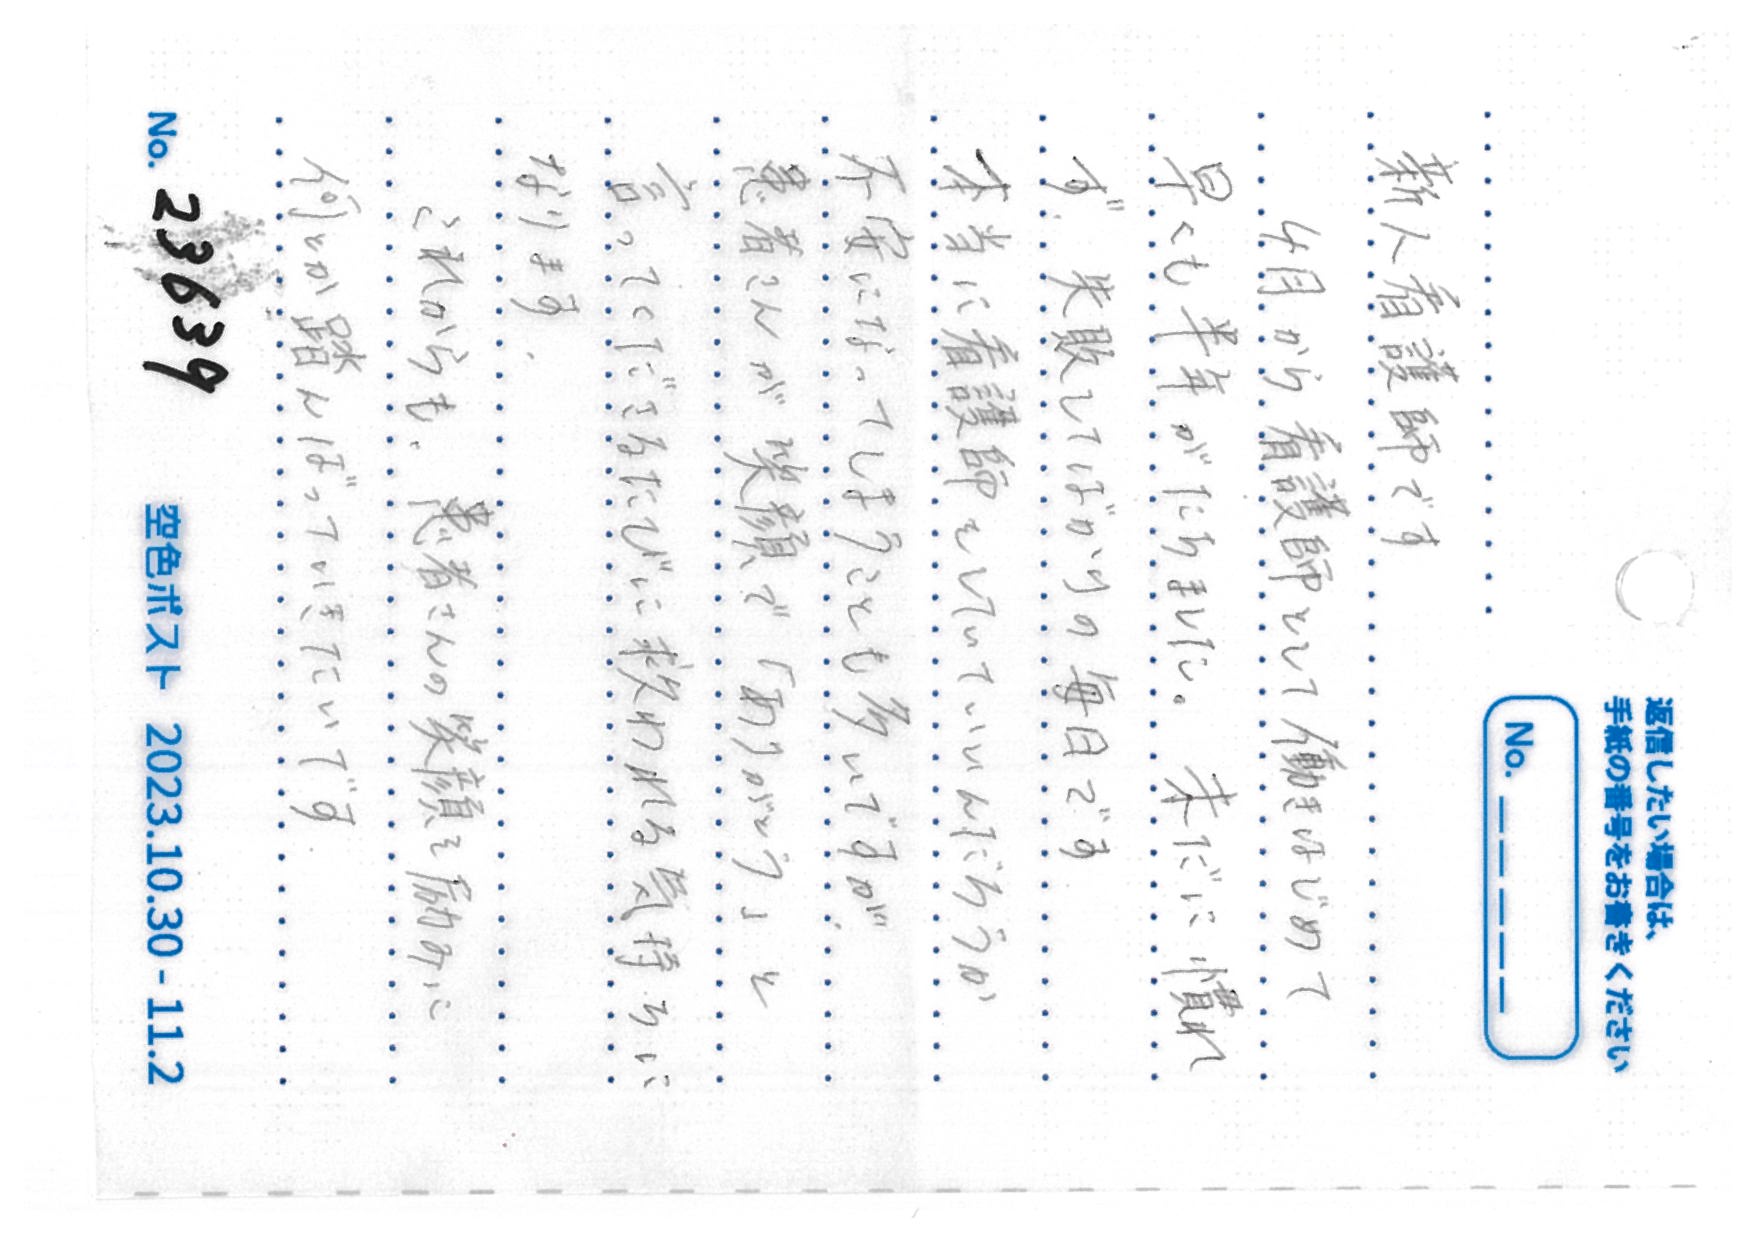 返信したい場合は、
手紙の番号をお書きください
No. _ _ _ _ _
新人看護師です
4月から看護師として働きはじめて
早くも半年がたちました。未だに慣れ
ず、失敗してばかりの毎日です
本当に看護師をしていていいんだろうか
不安になってしまうことも多いですが、
患者さんが笑顔で「ありがとう」と
言ってくださるたびに救われる気持ちに
なります.
これからも、患者さんの笑顔を励みに
何とか踏んばっていきたいです.
No. 23639
空色ポスト 2023.10.30 - 11.2